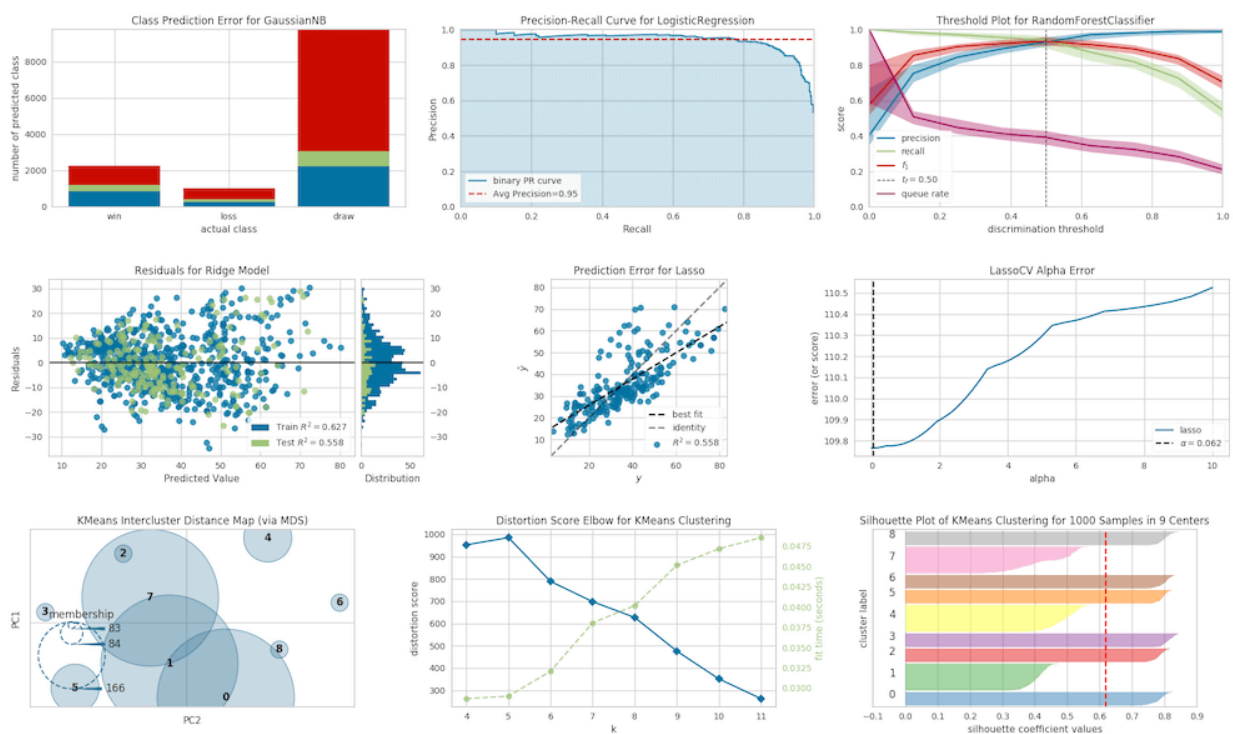 Class Prediction Error for GaussianNB
number of predicted class
8000
6000
4000
2000
0
win loss draw
actual class
Precision-Recall Curve for LogisticRegression
Precision
1.0
0.8
0.6
0.4
0.2
0.0
binary PR curve
Avg Precision=0.95
0.0 0.2 0.4 0.6 0.8 1.0
Recall
Threshold Plot for RandomForestClassifier
score
1.0
0.8
0.6
0.4
0.2
0.0
precision
recall
f₁
t_f = 0.50
queue rate
0.0 0.2 0.4 0.6 0.8 1.0
discrimination threshold
Residuals for Ridge Model
Residuals
30
20
10
0
−10
−20
−30
Train R² = 0.627
Test R² = 0.558
10 20 30 40 50 60 70 80
Predicted Value
30
20
10
0
−10
−20
−30
0 50
Distribution
Prediction Error for Lasso
ŷ
80
70
60
50
40
30
20
10
best fit
identity
R² = 0.558
20 40 60 80
y
LassoCV Alpha Error
error (or score)
110.5
110.4
110.3
110.2
110.1
110.0
109.9
109.8
lasso
α = 0.062
0 2 4 6 8 10
alpha
KMeans Intercluster Distance Map (via MDS)
PC1
4
2
7
6
3
membership
83
84
8
1
5
166
0
PC2
Distortion Score Elbow for KMeans Clustering
distortion score
1000
900
800
700
600
500
400
300
0.0475
0.0450
0.0425
0.0400
0.0375
0.0350
0.0325
0.0300
fit time (seconds)
4 5 6 7 8 9 10 11
k
Silhouette Plot of KMeans Clustering for 1000 Samples in 9 Centers
cluster label
8
7
6
5
4
3
2
1
0
−0.1 0.0 0.1 0.2 0.3 0.4 0.5 0.6 0.7 0.8 0.9
silhouette coefficient values